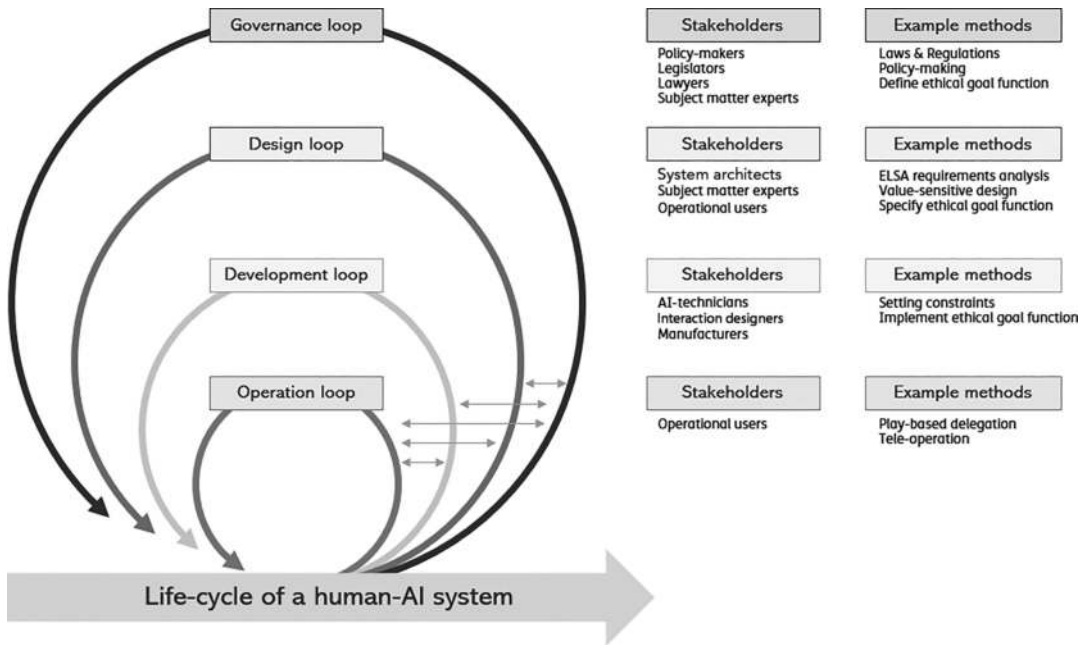 Governance loop
Stakeholders
Example methods
Policy-makers
Legislators
Lawyers
Subject matter experts
Laws & Regulations
Policy-making
Define ethical goal function
Design loop
Stakeholders
Example methods
System architects
Subject matter experts
Operational users
ELSA requirements analysis
Value-sensitive design
Specify ethical goal function
Development loop
Stakeholders
Example methods
AI-technicians
Interaction designers
Manufacturers
Setting constraints
Implement ethical goal function
Operation loop
Stakeholders
Example methods
Operational users
Play-based delegation
Tele-operation
Life-cycle of a human-AI system